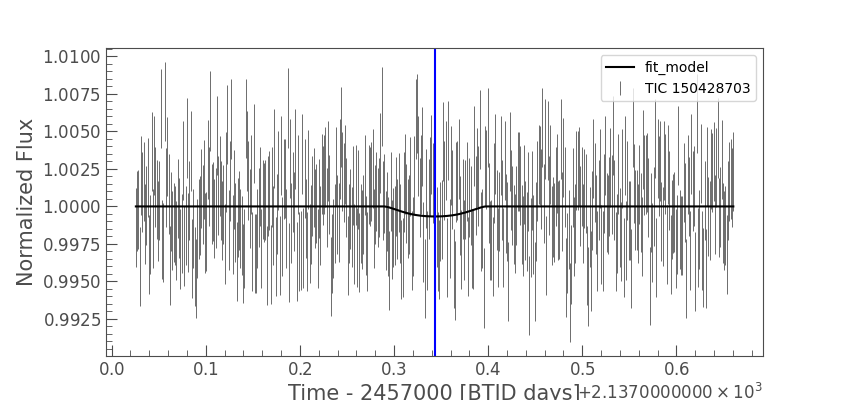 1.0100
1.0075
1.0050
1.0025
1.0000
0.9975
0.9950
0.9925
Normalized Flux
fit_model
TIC 150428703
0.0 0.1 0.2 0.3 0.4 0.5 0.6
Time - 2457000 [BTJD days]
+2.1370000000 × 10³